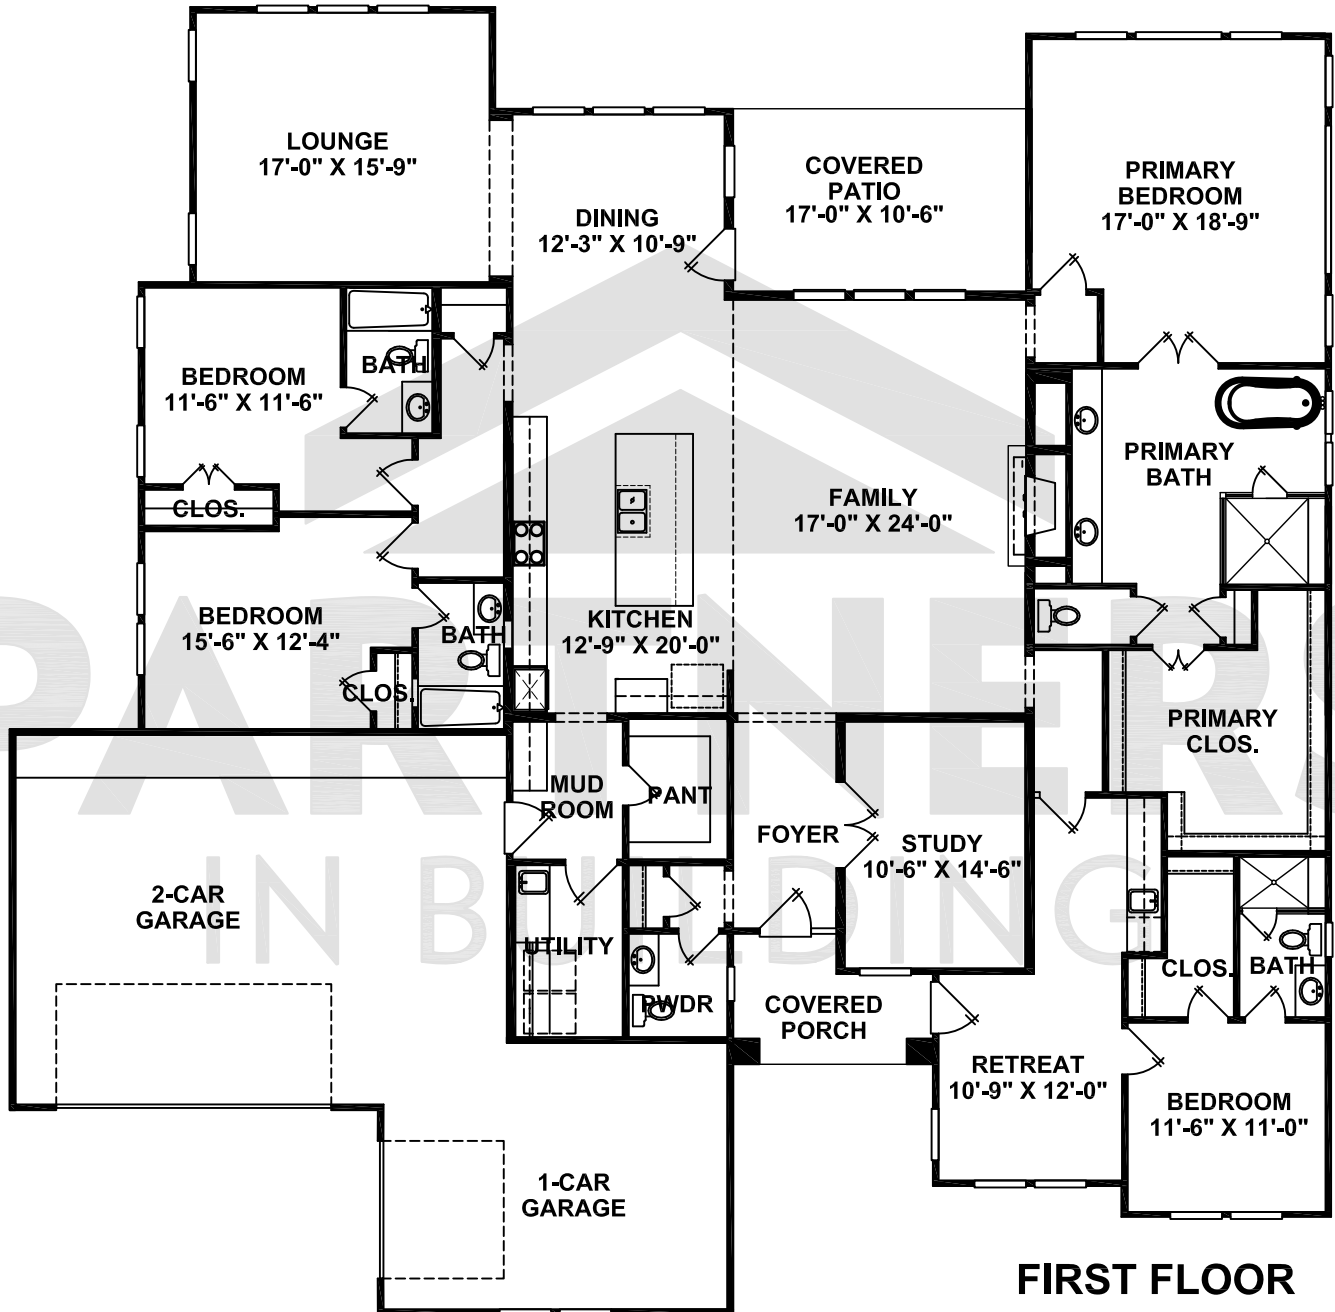 LOUNGE
17'-0" X 15'-9"
DINING
12'-3" X 10'-9"
COVERED
PATIO
17'-0" X 10'-6"
PRIMARY
BEDROOM
17'-0" X 18'-9"
BEDROOM
11'-6" X 11'-6"
BATH
CLOS.
PRIMARY
BATH
FAMILY
17'-0" X 24'-0"
BEDROOM
15'-6" X 12'-4"
BATH
CLOS.
KITCHEN
12'-9" X 20'-0"
PRIMARY
CLOS.
MUD
ROOM
PANT
FOYER
STUDY
10'-6" X 14'-6"
2-CAR
GARAGE
UTILITY
PWDR
COVERED
PORCH
CLOS.
BATH
RETREAT
10'-9" X 12'-0"
BEDROOM
11'-6" X 11'-0"
1-CAR
GARAGE
FIRST FLOOR
PARTNERS
IN BUILDING